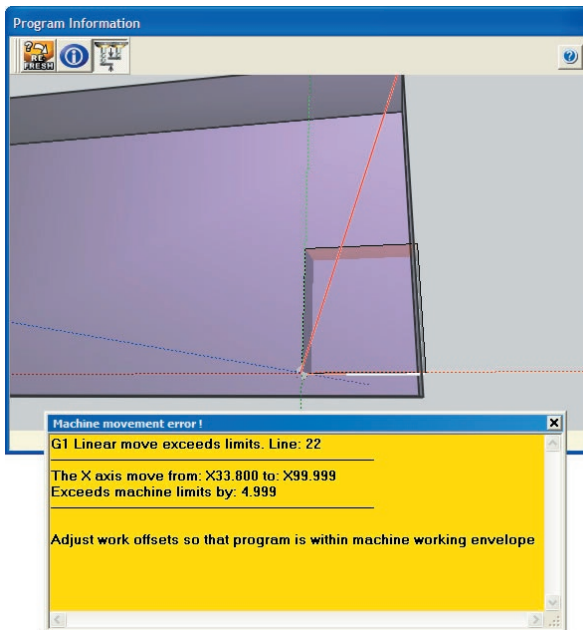 Program Information
RE-
FRESH
Machine movement error !
G1 Linear move exceeds limits. Line: 22
The X axis move from: X33.800 to: X99.999
Exceeds machine limits by: 4.999
Adjust work offsets so that program is within machine working envelope